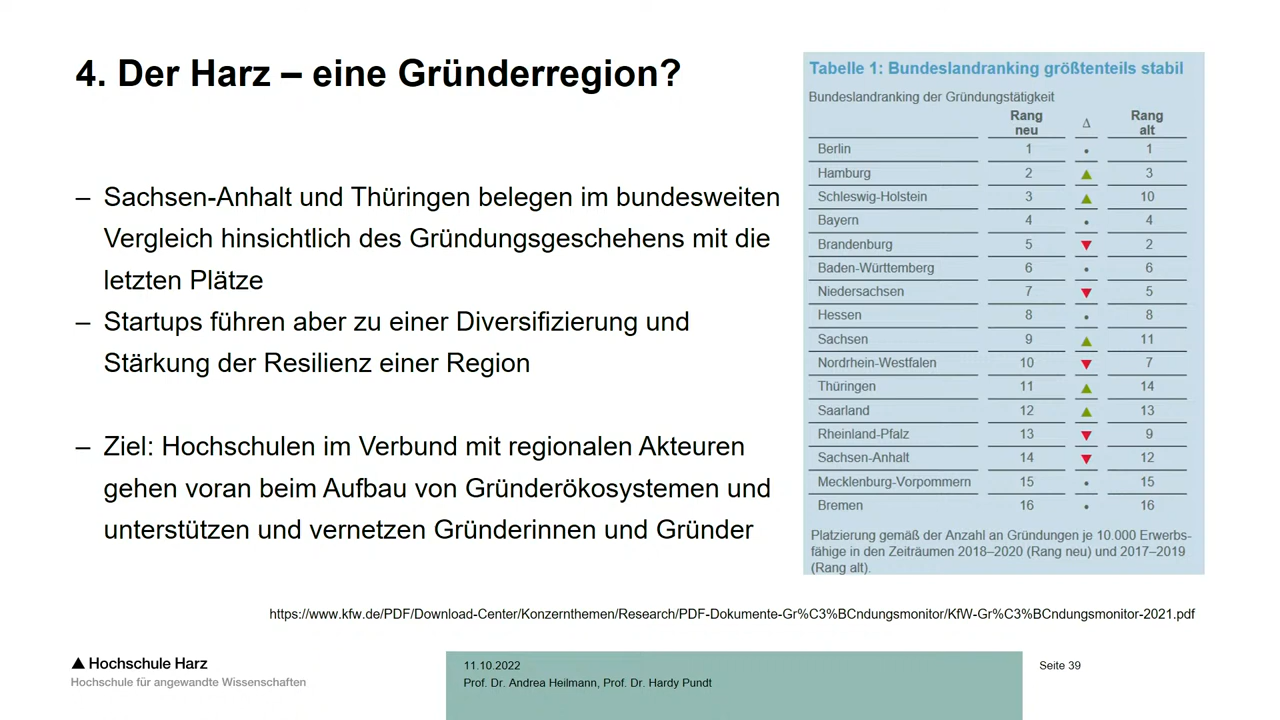 4. Der Harz – eine Gründerregion?
– Sachsen-Anhalt und Thüringen belegen im bundesweiten
Vergleich hinsichtlich des Gründungsgeschehens mit die
letzten Plätze
– Startups führen aber zu einer Diversifizierung und
Stärkung der Resilienz einer Region
– Ziel: Hochschulen im Verbund mit regionalen Akteuren
gehen voran beim Aufbau von Gründerökosystemen und
unterstützen und vernetzen Gründerinnen und Gründer
Tabelle 1: Bundeslandranking größtenteils stabil
Bundeslandranking der Gründungstätigkeit
Rang neu Δ Rang alt
Berlin 1 • 1
Hamburg 2 ▲ 3
Schleswig-Holstein 3 ▲ 10
Bayern 4 • 4
Brandenburg 5 ▼ 2
Baden-Württemberg 6 • 6
Niedersachsen 7 ▼ 5
Hessen 8 • 8
Sachsen 9 ▲ 11
Nordrhein-Westfalen 10 ▼ 7
Thüringen 11 ▲ 14
Saarland 12 ▲ 13
Rheinland-Pfalz 13 ▼ 9
Sachsen-Anhalt 14 ▼ 12
Mecklenburg-Vorpommern 15 • 15
Bremen 16 • 16
Platzierung gemäß der Anzahl an Gründungen je 10.000 Erwerbs-
fähige in den Zeiträumen 2018–2020 (Rang neu) und 2017–2019
(Rang alt).
https://www.kfw.de/PDF/Download-Center/Konzernthemen/Research/PDF-Dokumente-Gr%C3%BCndungsmonitor/KfW-Gr%C3%BCndungsmonitor-2021.pdf
▲ Hochschule Harz
Hochschule für angewandte Wissenschaften
11.10.2022
Prof. Dr. Andrea Heilmann, Prof. Dr. Hardy Pundt
Seite 39